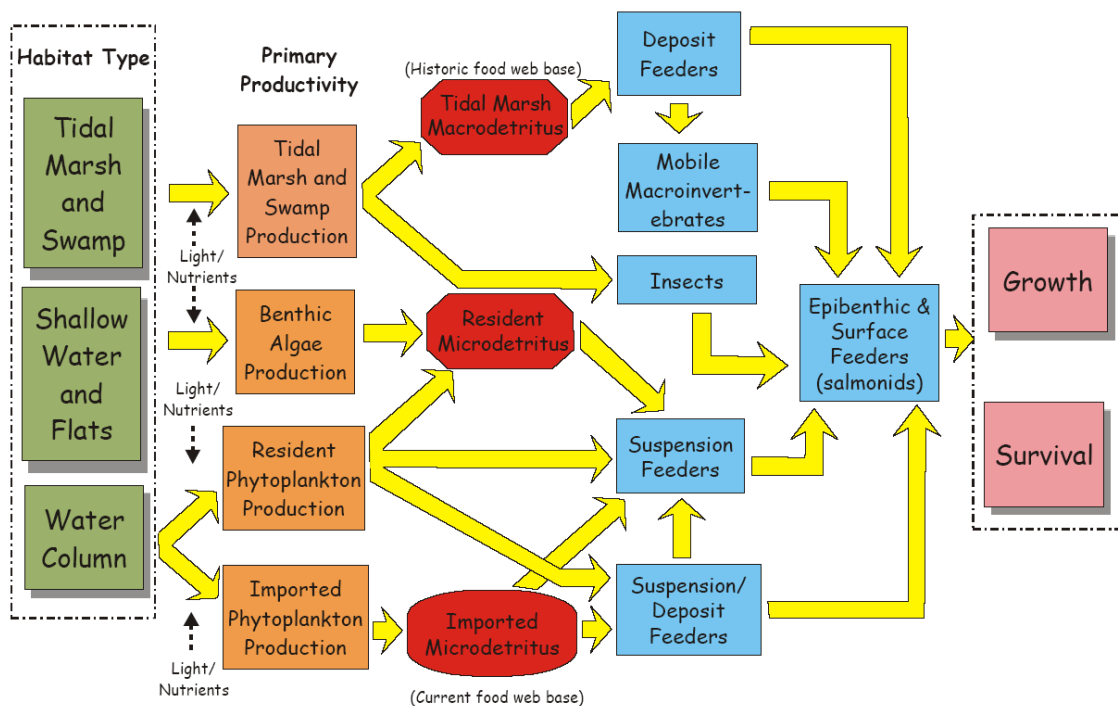 Habitat Type
Tidal
Marsh
and
Swamp
Shallow
Water
and
Flats
Water
Column
Light/
Nutrients
Light/
Nutrients
Light/
Nutrients
Primary
Productivity
Tidal
Marsh and
Swamp
Production
Benthic
Algae
Production
Resident
Phytoplankton
Production
Imported
Phytoplankton
Production
(Historic food web base)
Tidal Marsh
Macrodetritus
Resident
Microdetritus
Imported
Microdetritus
(Current food web base)
Deposit
Feeders
Mobile
Macroinvert-
ebrates
Insects
Suspension
Feeders
Suspension/
Deposit
Feeders
Epibenthic &
Surface
Feeders
(salmonids)
Growth
Survival